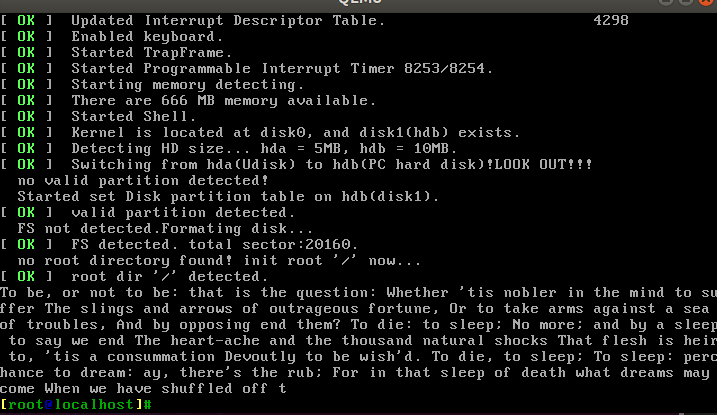 QEMU
[ OK ]  Updated Interrupt Descriptor Table.                          4298
[ OK ]  Enabled keyboard.
[ OK ]  Started TrapFrame.
[ OK ]  Started Programmable Interrupt Timer 8253/8254.
[ OK ]  Starting memory detecting.
[ OK ]  There are 666 MB memory available.
[ OK ]  Started Shell.
[ OK ]  Kernel is located at disk0, and disk1(hdb) exists.
[ OK ]  Detecting HD size... hda = 5MB, hdb = 10MB.
[ OK ]  Switching from hda(Udisk) to hdb(PC hard disk)!LOOK OUT!!!
  no valid partition detected!
  Started set Disk partition table on hdb(disk1).
[ OK ]  valid partition detected.
  FS not detected.Formating disk...
[ OK ]  FS detected. total sector:20160.
  no root directory found! init root '/' now...
[ OK ]  root dir '/' detected.
To be, or not to be: that is the question: Whether 'tis nobler in the mind to su
ffer The slings and arrows of outrageous fortune, Or to take arms against a sea
of troubles, And by opposing end them? To die: to sleep; No more; and by a sleep
 to say we end The heart-ache and the thousand natural shocks That flesh is heir
 to, 'tis a consummation Devoutly to be wish'd. To die, to sleep; To sleep: perc
hance to dream: ay, there's the rub; For in that sleep of death what dreams may
come When we have shuffled off t
[root@localhost]#